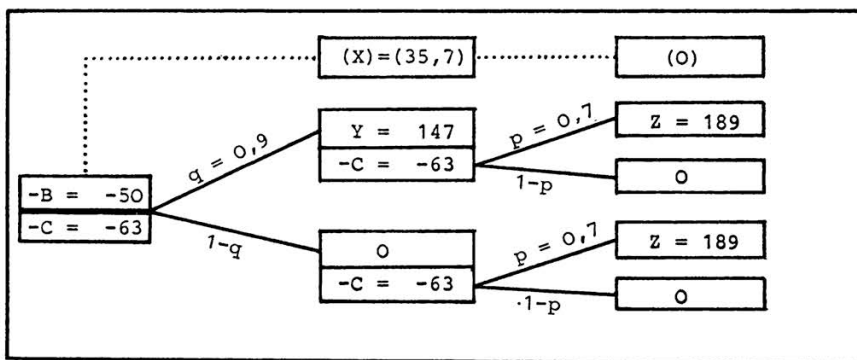 (X)=(35,7)
(O)
q = 0,9
Y = 147
-C = -63
p = 0,7
Z = 189
1-p
O
-B = -50
-C = -63
1-q
O
-C = -63
p = 0,7
Z = 189
1-p
O